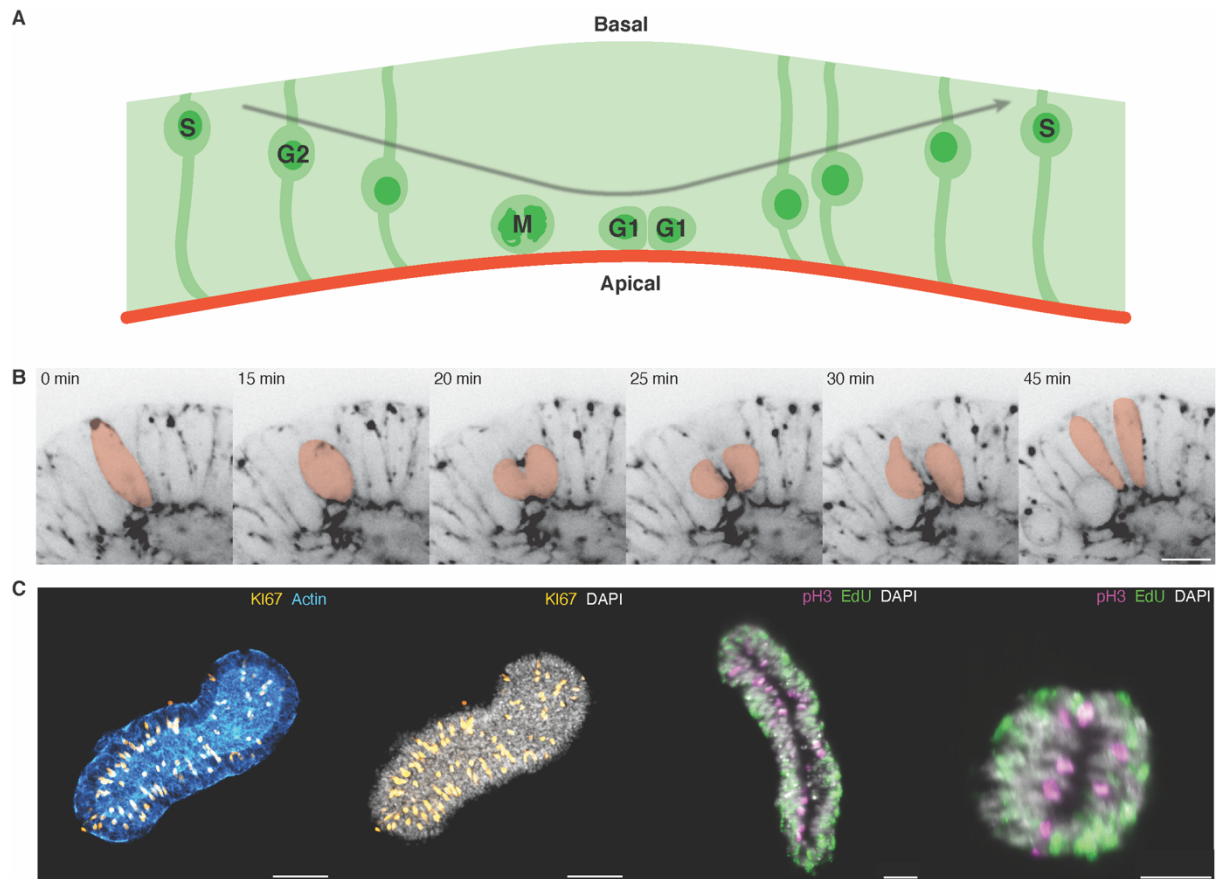 A
Basal
S
G2
M
G1 G1
S
Apical
B
0 min 15 min 20 min 25 min 30 min 45 min
C
KI67 Actin KI67 DAPI pH3 EdU DAPI pH3 EdU DAPI